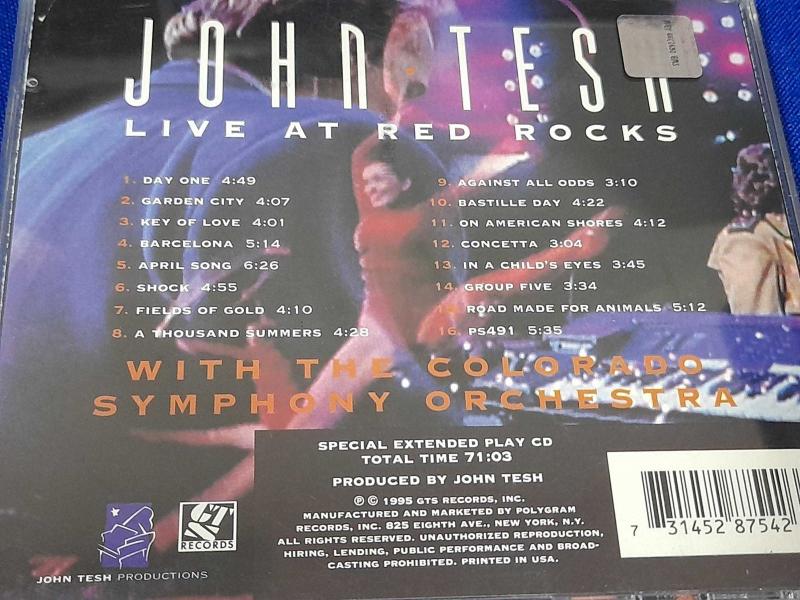 JOHN · TESH
LIVE AT RED ROCKS
1. DAY ONE 4:49
2. GARDEN CITY 4:07
3. KEY OF LOVE 4:01
4. BARCELONA 5:14
5. APRIL SONG 6:26
6. SHOCK 4:55
7. FIELDS OF GOLD 4:10
8. A THOUSAND SUMMERS 4:28
9. AGAINST ALL ODDS 3:10
10. BASTILLE DAY 4:22
11. ON AMERICAN SHORES 4:12
12. CONCETTA 3:04
13. IN A CHILD'S EYES 3:45
14. GROUP FIVE 3:34
15. ROAD MADE FOR ANIMALS 5:12
16. PS491 5:35
WITH THE COLORADO
SYMPHONY ORCHESTRA
SPECIAL EXTENDED PLAY CD
TOTAL TIME 71:03
PRODUCED BY JOHN TESH
℗ © 1995 GTS RECORDS, INC.
MANUFACTURED AND MARKETED BY POLYGRAM
RECORDS, INC. 825 EIGHTH AVE., NEW YORK, N.Y.
ALL RIGHTS RESERVED. UNAUTHORIZED REPRODUCTION,
HIRING, LENDING, PUBLIC PERFORMANCE AND BROAD-
CASTING PROHIBITED. PRINTED IN USA.
JOHN TESH PRODUCTIONS
GTS
RECORDS
7 31452 87542